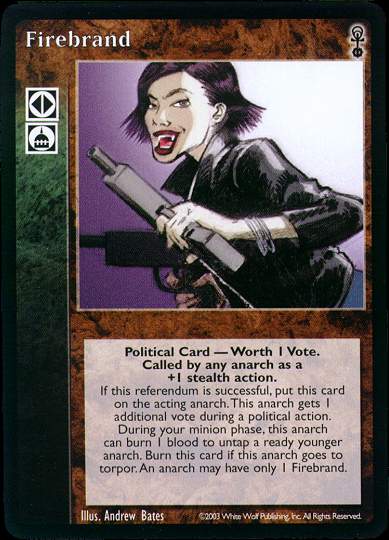 Firebrand
Political Card — Worth 1 Vote.
Called by any anarch as a
+1 stealth action.
If this referendum is successful, put this card
on the acting anarch. This anarch gets 1
additional vote during a political action.
During your minion phase, this anarch
can burn 1 blood to untap a ready younger
anarch. Burn this card if this anarch goes to
torpor. An anarch may have only 1 Firebrand.
Illus. Andrew Bates
©2003 White Wolf Publishing, Inc. All Rights Reserved.